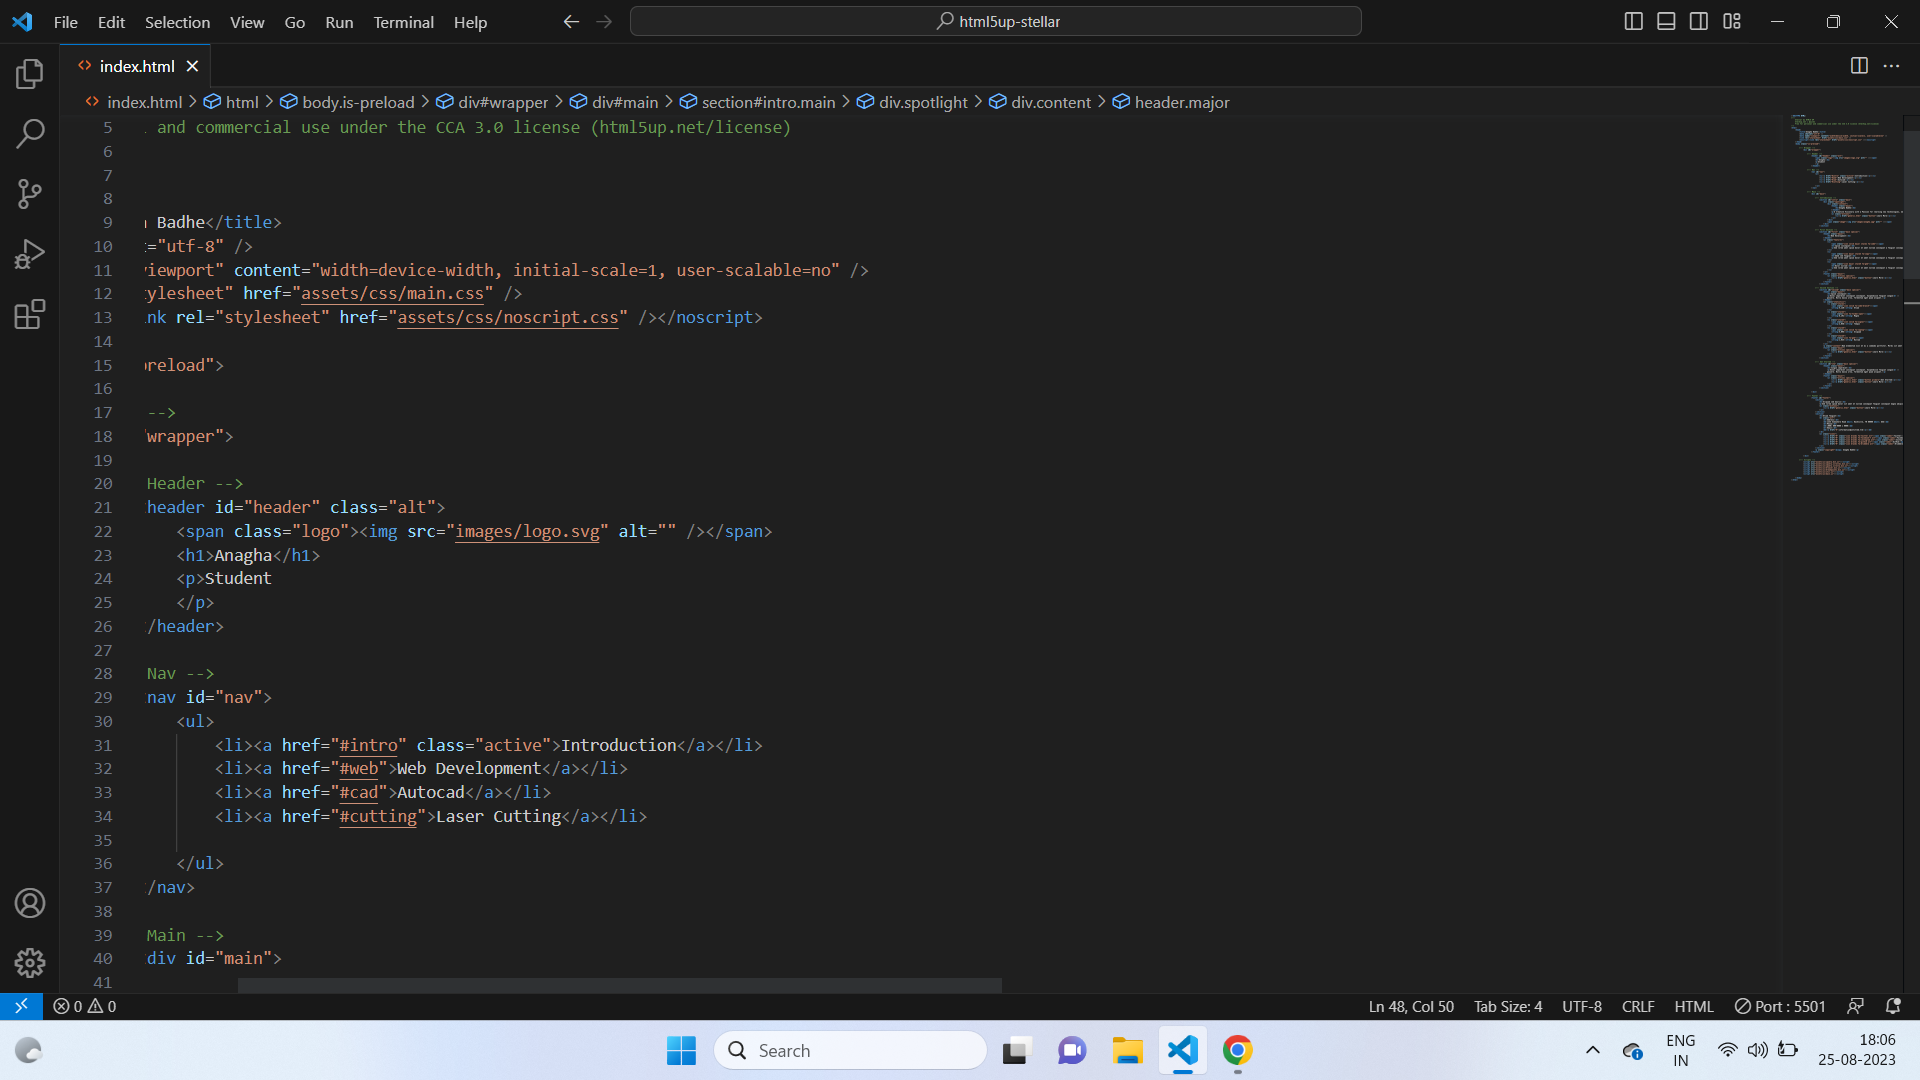 File Edit Selection View Go Run Terminal Help
html5up-stellar
index.html
index.html > html > body.is-preload > div#wrapper > div#main > section#intro.main > div.spotlight > div.content > header.major
5 and commercial use under the CCA 3.0 license (html5up.net/license)
6
7
8
9 Badhe</title>
10 ="utf-8" />
11 viewport" content="width=device-width, initial-scale=1, user-scalable=no" />
12 tylesheet" href="assets/css/main.css" />
13 nk rel="stylesheet" href="assets/css/noscript.css" /></noscript>
14
15 preload">
16
17 -->
18 wrapper">
19
20 Header -->
21 header id="header" class="alt">
22 <span class="logo"><img src="images/logo.svg" alt="" /></span>
23 <h1>Anagha</h1>
24 <p>Student
25 </p>
26 /header>
27
28 Nav -->
29 nav id="nav">
30 <ul>
31 <li><a href="#intro" class="active">Introduction</a></li>
32 <li><a href="#web">Web Development</a></li>
33 <li><a href="#cad">Autocad</a></li>
34 <li><a href="#cutting">Laser Cutting</a></li>
35
36 </ul>
37 /nav>
38
39 Main -->
40 div id="main">
41
0 0
Ln 48, Col 50 Tab Size: 4 UTF-8 CRLF HTML Port : 5501
Search
ENG
IN
18:06
25-08-2023